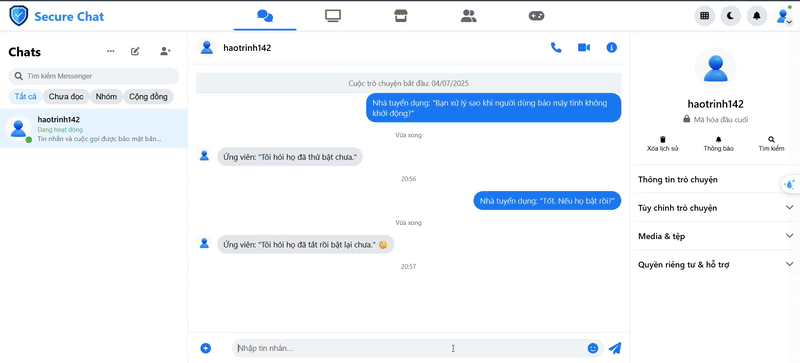 Secure Chat
Chats
Tìm kiếm Messenger
Tất cả
Chưa đọc
Nhóm
Cộng đồng
haotrinh142
Đang hoạt động
Tin nhắn và cuộc gọi được bảo mật bằn...
haotrinh142
Cuộc trò chuyện bắt đầu: 04/07/2025
Nhà tuyển dụng: "Bạn xử lý sao khi người dùng báo máy tính không
khởi động?"
Vừa xong
Ứng viên: "Tôi hỏi họ đã thử bật chưa."
20:56
Nhà tuyển dụng: "Tốt. Nếu họ bật rồi?"
Vừa xong
Ứng viên: "Tôi hỏi họ đã tắt rồi bật lại chưa." 😏
20:57
Nhập tin nhắn...
haotrinh142
Mã hóa đầu cuối
Xóa lịch sử
Thông báo
Tìm kiếm
Thông tin trò chuyện
Tùy chỉnh trò chuyện
Media & tệp
Quyền riêng tư & hỗ trợ